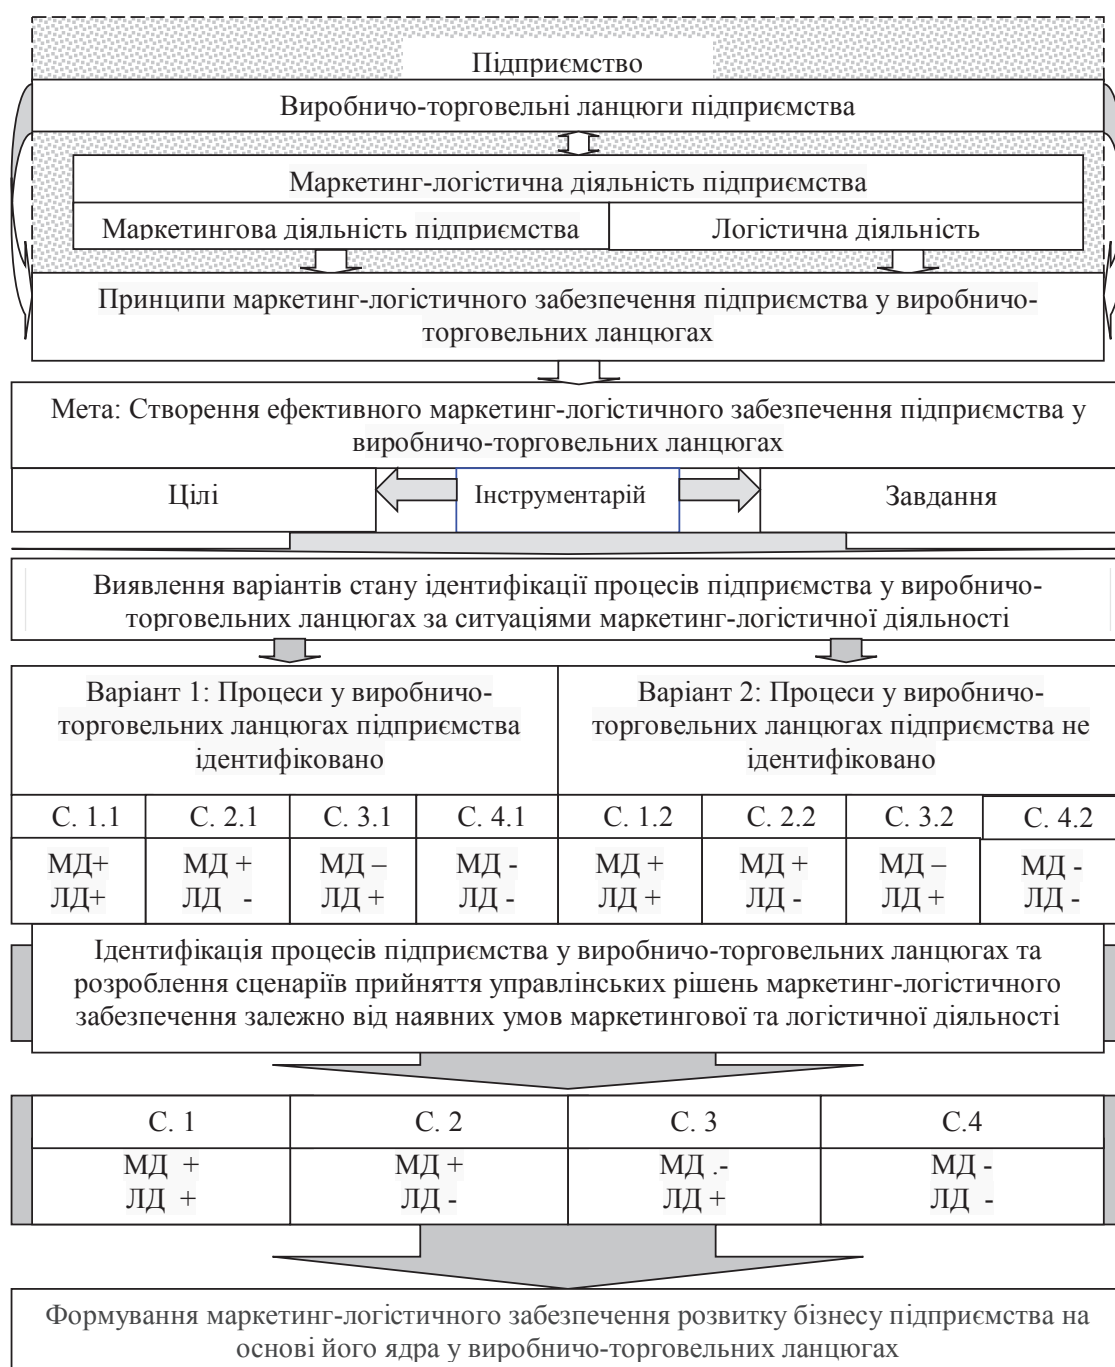 Підприємство
Виробничо-торговельні ланцюги підприємства
Маркетинг-логістична діяльність підприємства
Маркетингова діяльність підприємства
Логістична діяльність
Принципи маркетинг-логістичного забезпечення підприємства у виробничо-
торговельних ланцюгах
Мета: Створення ефективного маркетинг-логістичного забезпечення підприємства у
виробничо-торговельних ланцюгах
Цілі
Інструментарій
Завдання
Виявлення варіантів стану ідентифікації процесів підприємства у виробничо-
торговельних ланцюгах за ситуаціями маркетинг-логістичної діяльності
Варіант 1: Процеси у виробничо-
торговельних ланцюгах підприємства
ідентифіковано
Варіант 2: Процеси у виробничо-
торговельних ланцюгах підприємства не
ідентифіковано
С. 1.1
С. 2.1
С. 3.1
С. 4.1
С. 1.2
С. 2.2
С. 3.2
С. 4.2
МД+
ЛД+
МД +
ЛД -
МД –
ЛД +
МД -
ЛД -
МД +
ЛД +
МД +
ЛД -
МД –
ЛД +
МД -
ЛД -
Ідентифікація процесів підприємства у виробничо-торговельних ланцюгах та
розроблення сценаріїв прийняття управлінських рішень маркетинг-логістичного
забезпечення залежно від наявних умов маркетингової та логістичної діяльності
С. 1
С. 2
С. 3
С.4
МД +
ЛД +
МД +
ЛД -
МД .-
ЛД +
МД -
ЛД -
Формування маркетинг-логістичного забезпечення розвитку бізнесу підприємства на
основі його ядра у виробничо-торговельних ланцюгах